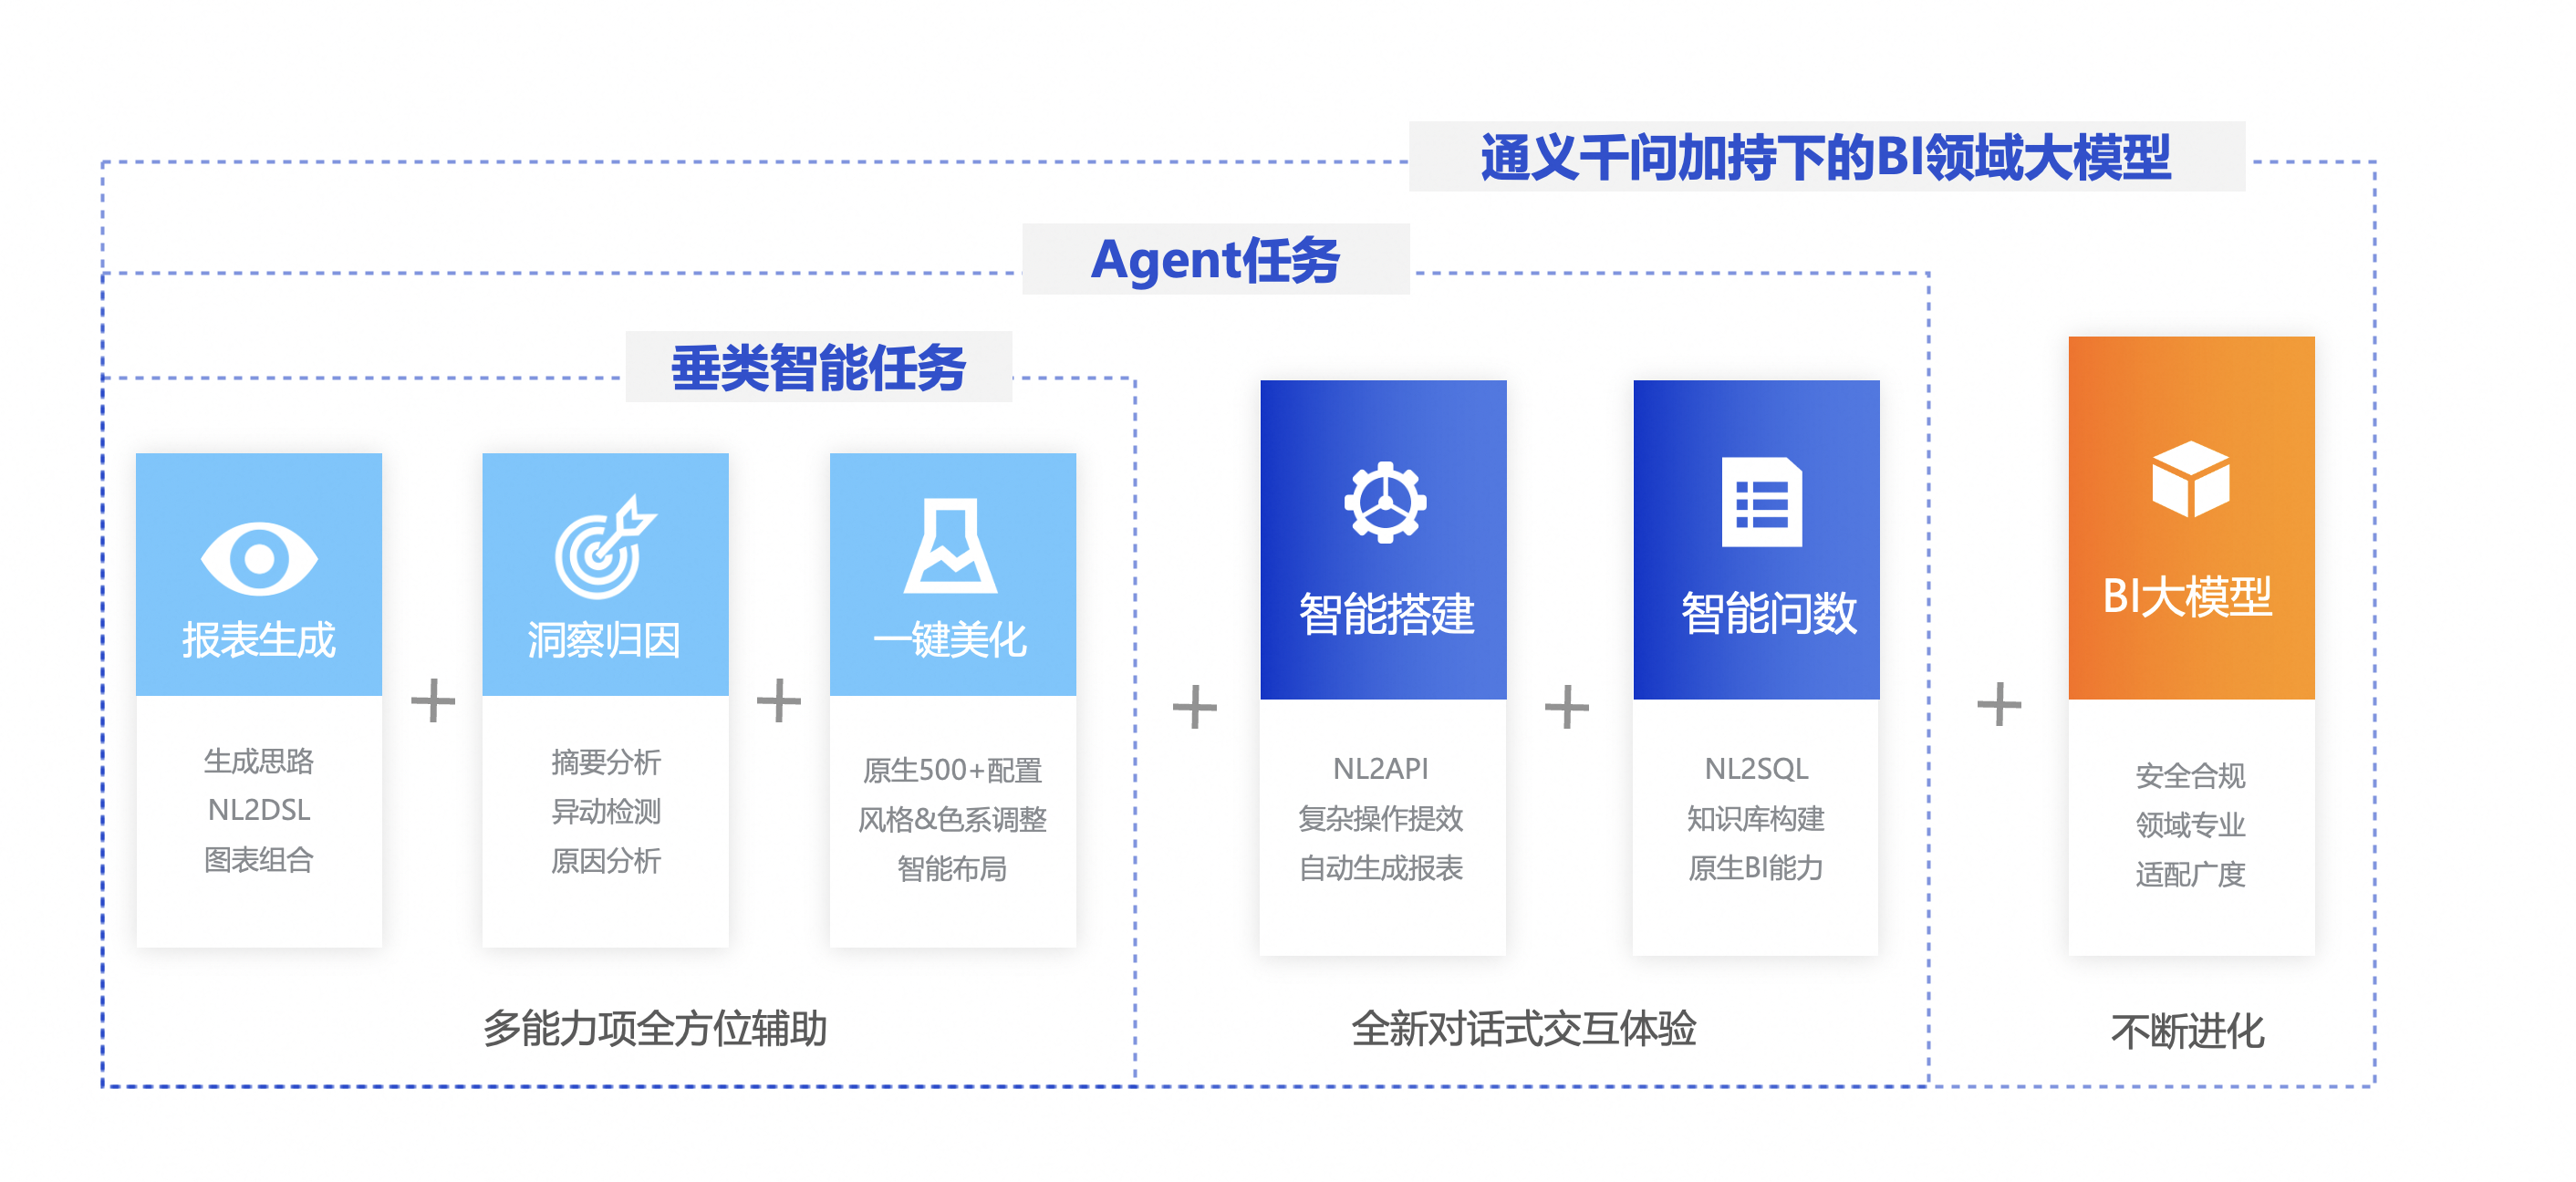 通义千问加持下的BI领域大模型
Agent任务
垂类智能任务
报表生成
生成思路
NL2DSL
图表组合
洞察归因
摘要分析
异动检测
原因分析
一键美化
原生500+配置
风格&色系调整
智能布局
多能力项全方位辅助
智能搭建
NL2API
复杂操作提效
自动生成报表
智能问数
NL2SQL
知识库构建
原生BI能力
全新对话式交互体验
BI大模型
安全合规
领域专业
适配广度
不断进化